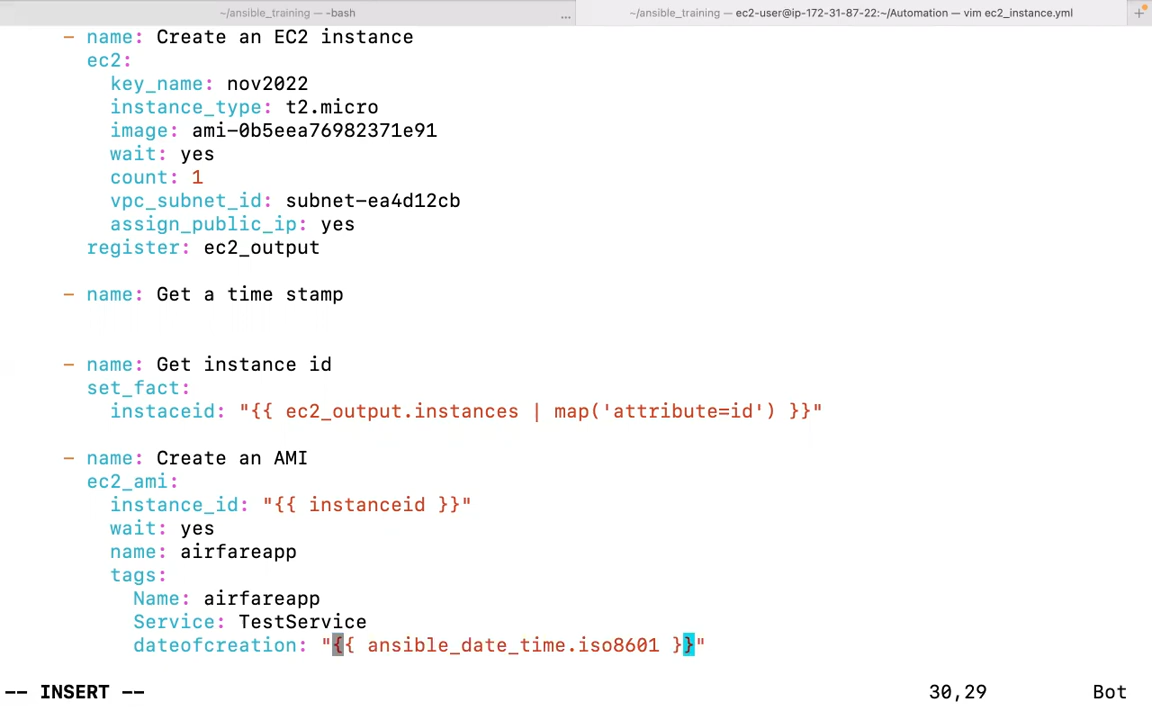 ~/ansible_training — -bash
...
~/ansible_training — ec2-user@ip-172-31-87-22:~/Automation — vim ec2_instance.yml
+
- name: Create an EC2 instance
ec2:
key_name: nov2022
instance_type: t2.micro
image: ami-0b5eea76982371e91
wait: yes
count: 1
vpc_subnet_id: subnet-ea4d12cb
assign_public_ip: yes
register: ec2_output
- name: Get a time stamp
- name: Get instance id
set_fact:
instaceid: "{{ ec2_output.instances | map('attribute=id') }}"
- name: Create an AMI
ec2_ami:
instance_id: "{{ instanceid }}"
wait: yes
name: airfareapp
tags:
Name: airfareapp
Service: TestService
dateofcreation: "{{ ansible_date_time.iso8601 }}"
-- INSERT --
30,29
Bot